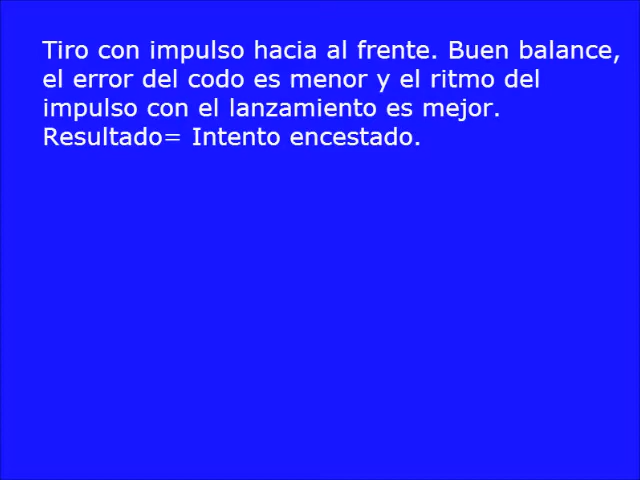 Tiro con impulso hacia al frente. Buen balance,
el error del codo es menor y el ritmo del
impulso con el lanzamiento es mejor.
Resultado= Intento encestado.